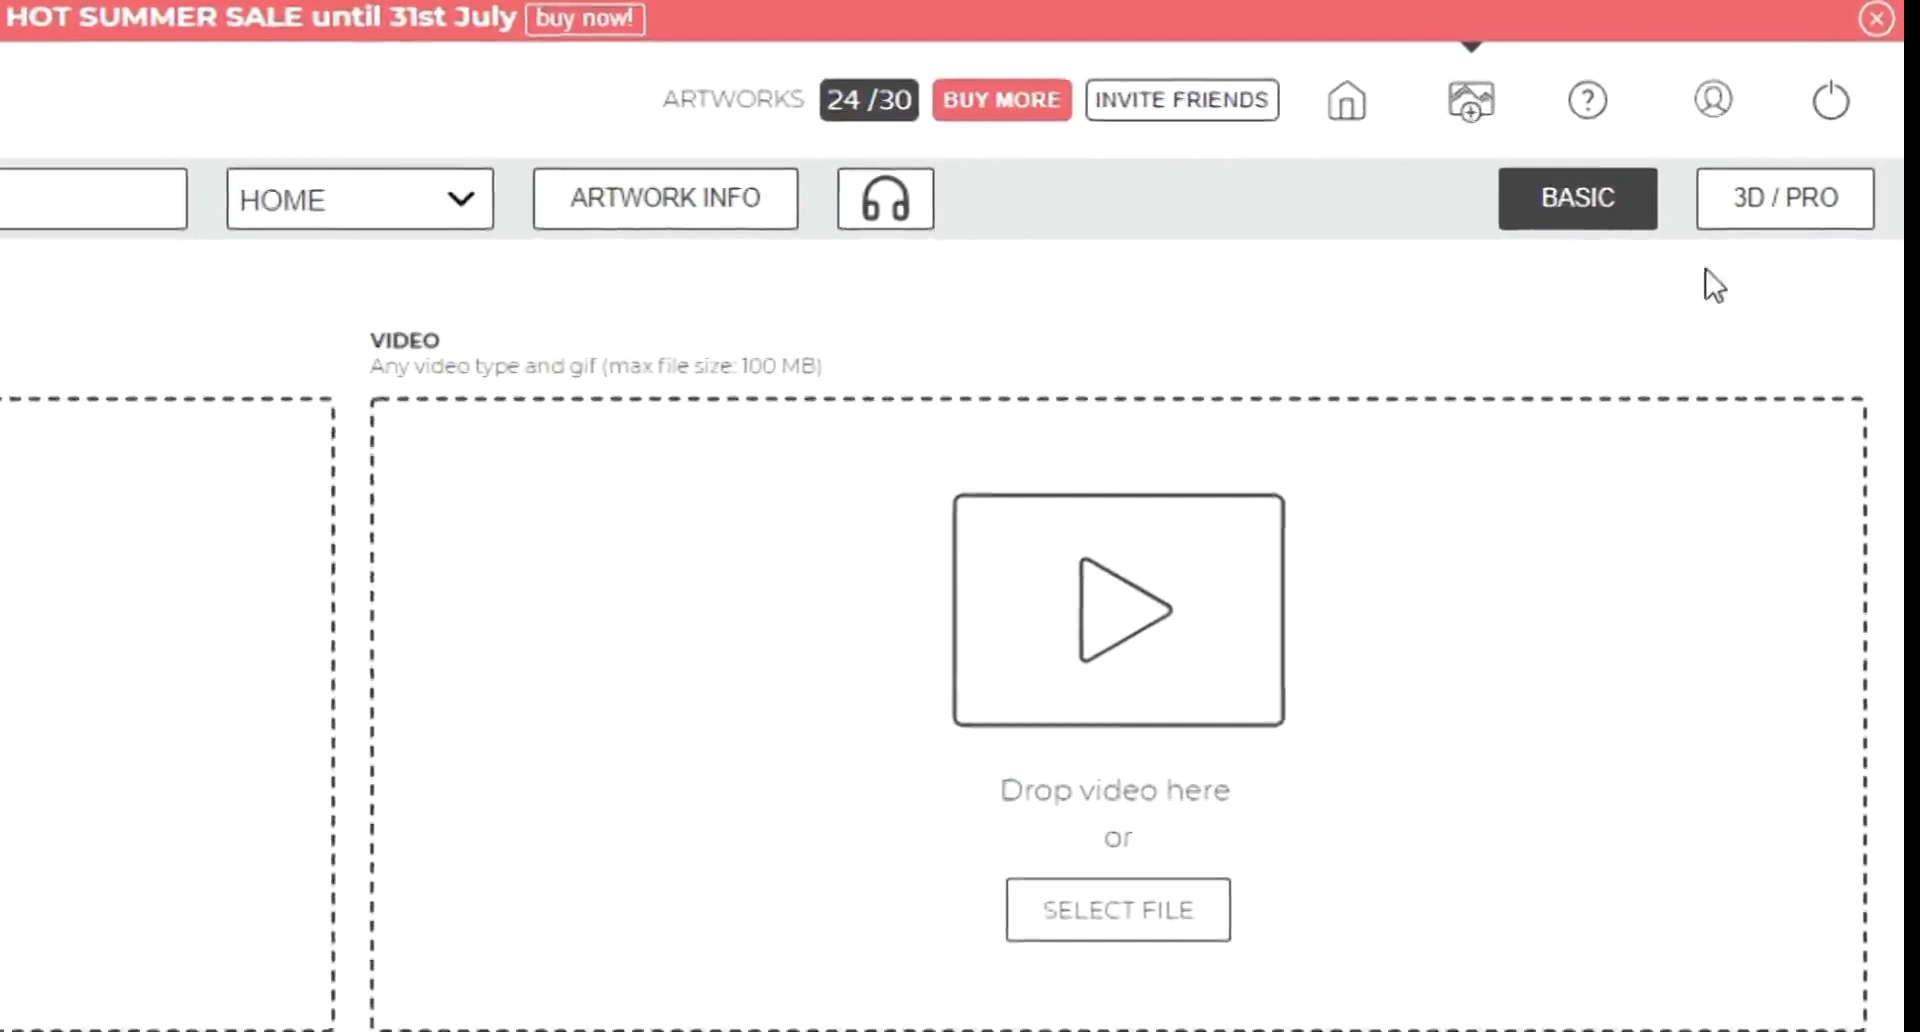 HOT SUMMER SALE until 31st July buy now!
ARTWORKS 24 /30 BUY MORE INVITE FRIENDS
HOME ARTWORK INFO BASIC 3D / PRO
VIDEO
Any video type and gif (max file size: 100 MB)
Drop video here
or
SELECT FILE